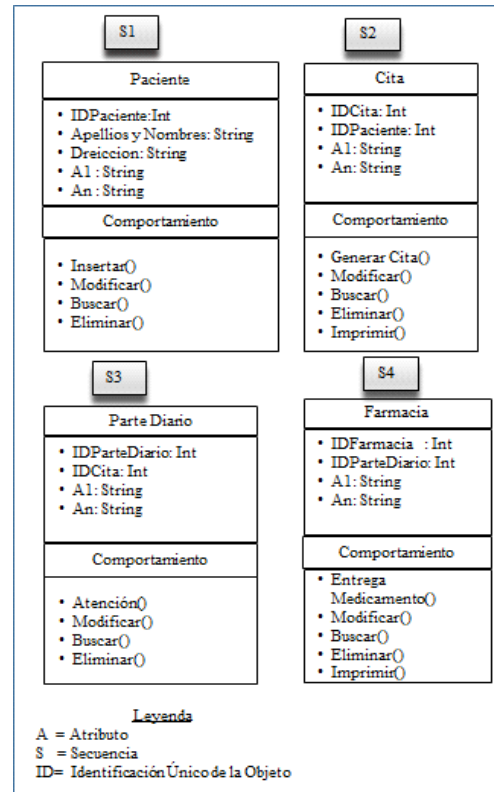 S1
Paciente
• IDPaciente:Int
• Apellios y Nombres: String
• Dreiccion: String
• A1 : String
• An : String
Comportamiento
• Insertar()
• Modificar()
• Buscar()
• Eliminar()
S2
Cita
• IDCita: Int
• IDPaciente: Int
• A1: String
• An: String
Comportamiento
• Generar Cita()
• Modificar()
• Buscar()
• Eliminar()
• Imprimir()
S3
Parte Diario
• IDParteDiario: Int
• IDCita: Int
• A1: String
• An: String
Comportamiento
• Atención()
• Modificar()
• Buscar()
• Eliminar()
S4
Farmacia
• IDFarmacia : Int
• IDParteDiario: Int
• A1: String
• An: String
Comportamiento
• Entrega
Medicamento()
• Modificar()
• Buscar()
• Eliminar()
• Imprimir()
Leyenda
A = Atributo
S = Secuencia
ID= Identificación Único de la Objeto